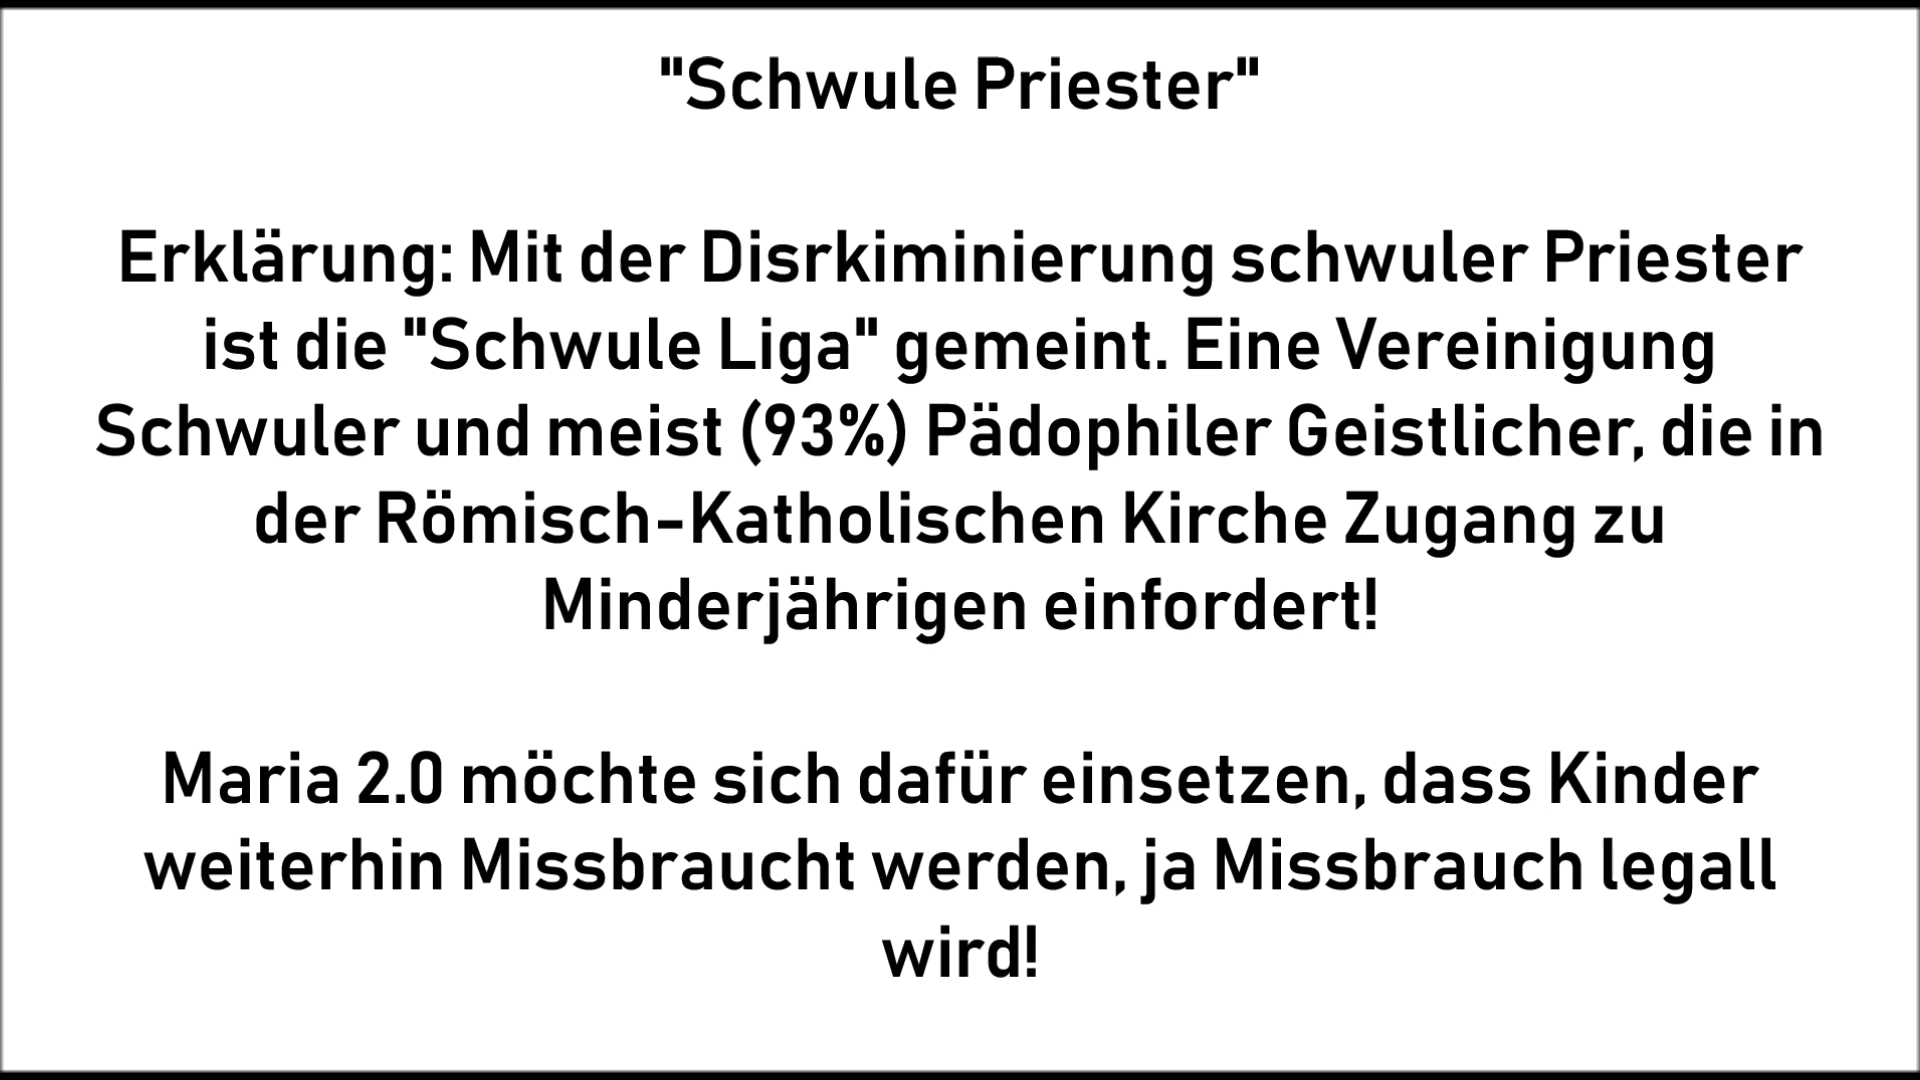 "Schwule Priester"
Erklärung: Mit der Disrkiminierung schwuler Priester
ist die "Schwule Liga" gemeint. Eine Vereinigung
Schwuler und meist (93%) Pädophiler Geistlicher, die in
der Römisch-Katholischen Kirche Zugang zu
Minderjährigen einfordert!
Maria 2.0 möchte sich dafür einsetzen, dass Kinder
weiterhin Missbraucht werden, ja Missbrauch legall
wird!